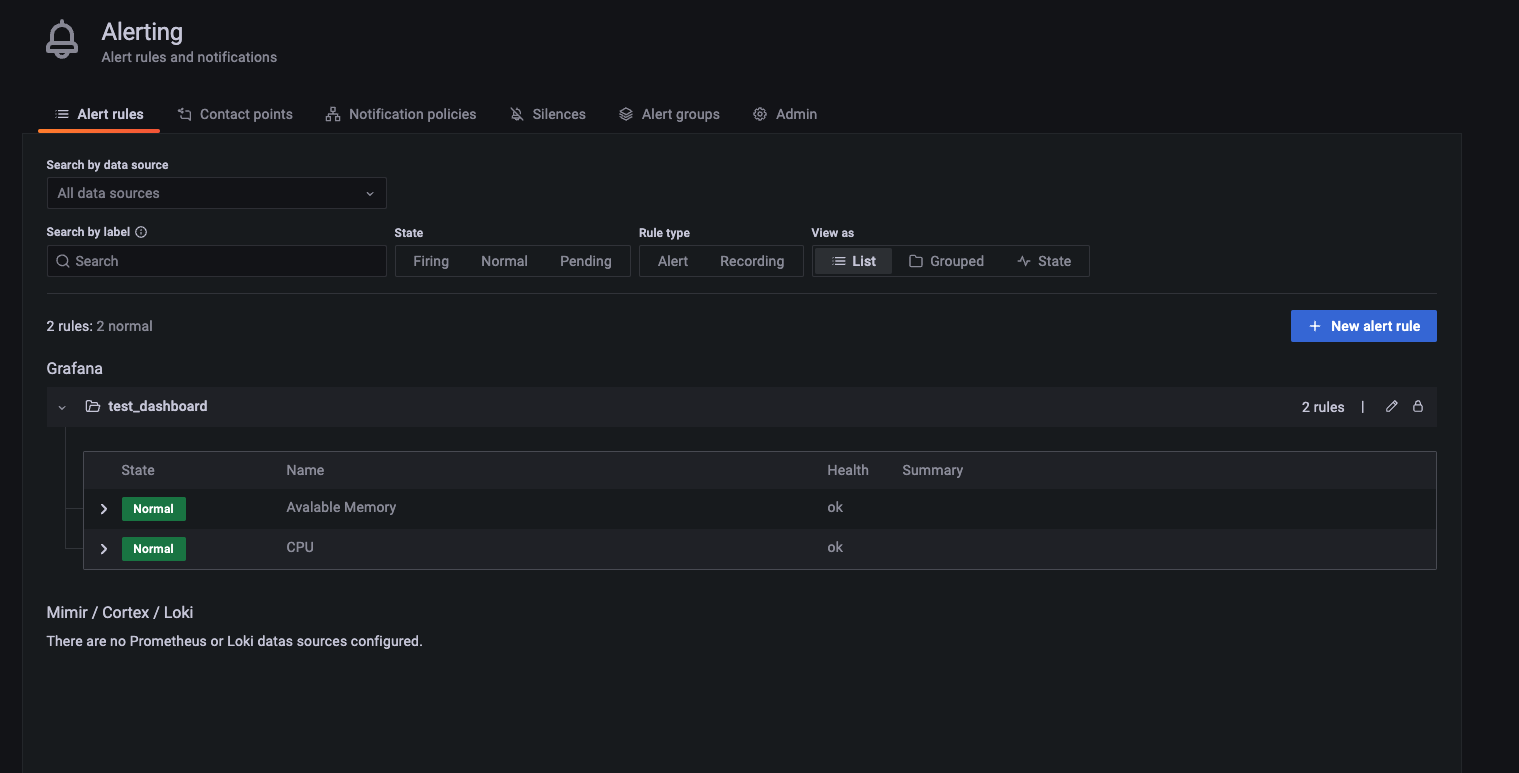 Alerting
Alert rules and notifications
Alert rules Contact points Notification policies Silences Alert groups Admin
Search by data source
All data sources
Search by label State Rule type View as
Search Firing Normal Pending Alert Recording List Grouped State
2 rules: 2 normal + New alert rule
Grafana
test_dashboard 2 rules |
State Name Health Summary
Normal Avalable Memory ok
Normal CPU ok
Mimir / Cortex / Loki
There are no Prometheus or Loki datas sources configured.